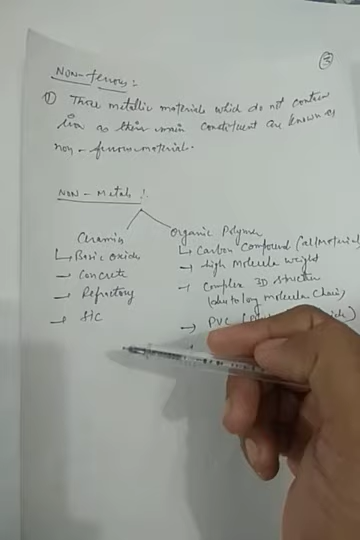 3
Non-ferrous:
① Those metallic materials which do not contain
iron as their main constituent are known as
non-ferrous material.
NON-Metals :
Ceramics
↳ Basic oxide
→ Concrete
→ Refractory
→ SiC
Organic Polymer
↳ Carbon Compound (all material)
→ high Molecular weight
→ Complex 3D structure
(due to long molecular chain)
→ PVC (